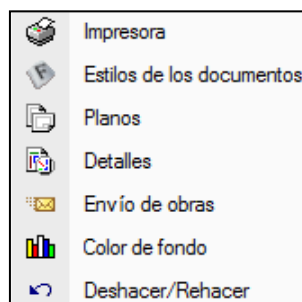 Impresora
Estilos de los documentos
Planos
Detalles
Envío de obras
Color de fondo
Deshacer/Rehacer